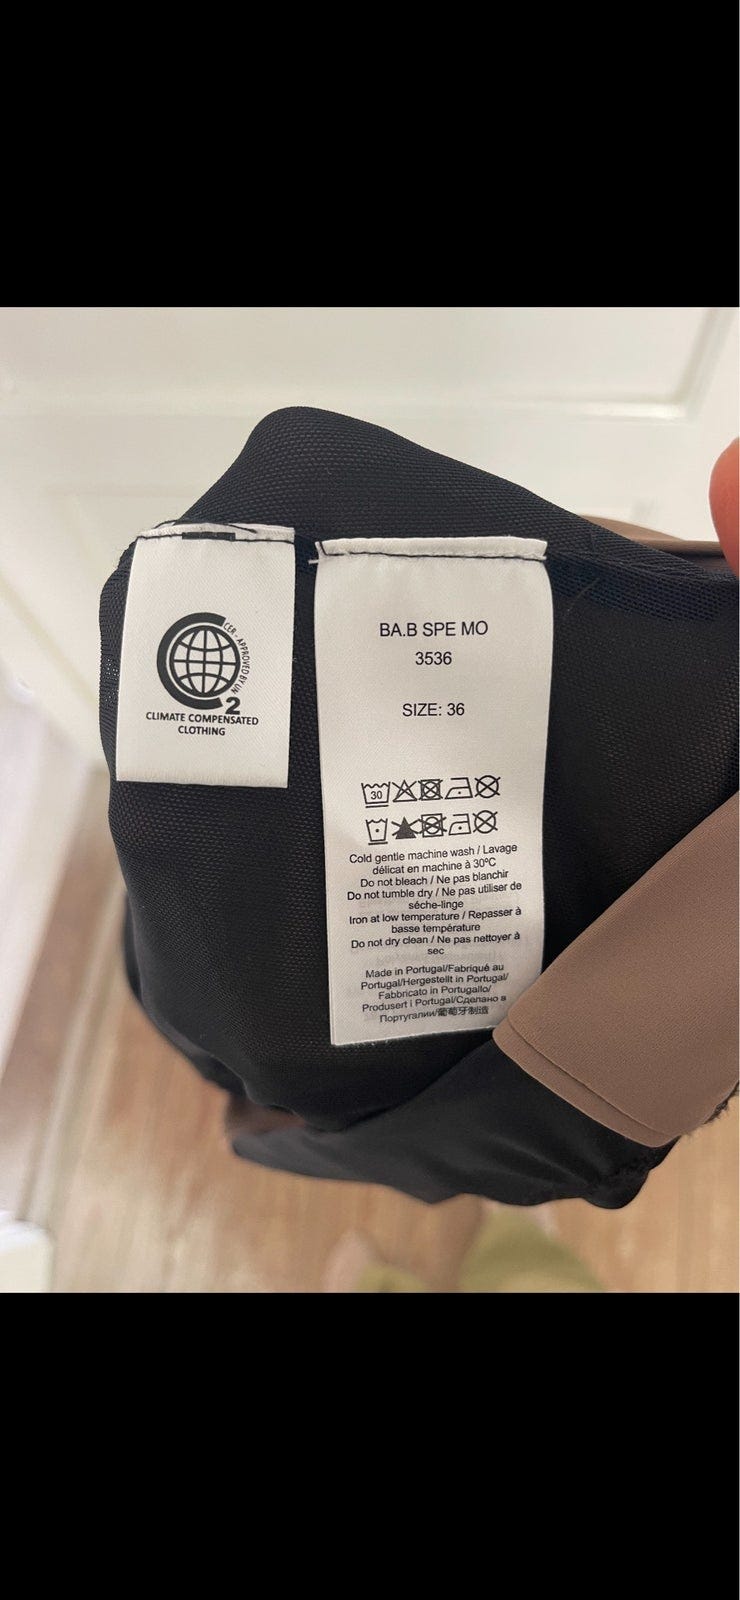 CER - APPROVED BY UN
2
CLIMATE COMPENSATED
CLOTHING
BA.B SPE MO
3536
SIZE: 36
30
Cold gentle machine wash / Lavage
délicat en machine à 30ºC
Do not bleach / Ne pas blanchir
Do not tumble dry / Ne pas utiliser de
séche-linge
Iron at low temperature / Repasser à
basse température
Do not dry clean / Ne pas nettoyer à
sec
Made in Portugal/Fabriqué au
Portugal/Hergestellt in Portugal/
Fabbricato in Portugallo/
Produsert i Portugal/Сделано в
Португалии/葡萄牙制造